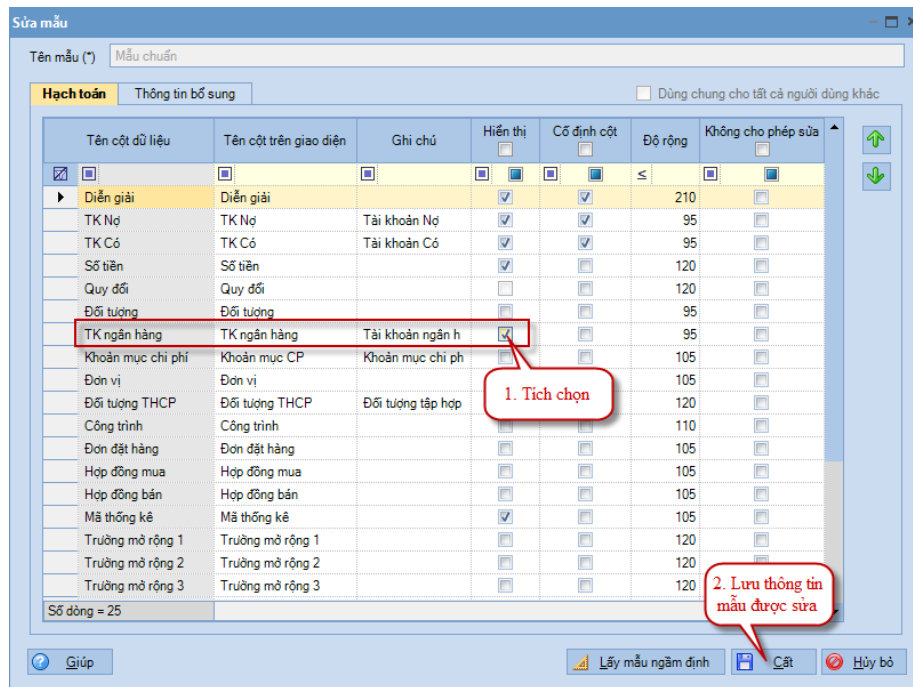 Sửa mẫu
Tên mẫu (*) Mẫu chuẩn
Hạch toán Thông tin bổ sung Dùng chung cho tất cả người dùng khác
Tên cột dữ liệu Tên cột trên giao diện Ghi chú Hiển thị Cố định cột Độ rộng Không cho phép sửa
≤
Diễn giải Diễn giải 210
TK Nợ TK Nợ Tài khoản Nợ 95
TK Có TK Có Tài khoản Có 95
Số tiền Số tiền 120
Quy đổi Quy đổi 120
Đối tượng Đối tượng 95
TK ngân hàng TK ngân hàng Tài khoản ngân h 95
Khoản mục chi phí Khoản mục CP Khoản mục chi ph 105
Đơn vị Đơn vị 105
1. Tích chọn
Đối tượng THCP Đối tượng THCP Đối tượng tập hợp 120
Công trình Công trình 110
Đơn đặt hàng Đơn đặt hàng 105
Hợp đồng mua Hợp đồng mua 105
Hợp đồng bán Hợp đồng bán 105
Mã thống kê Mã thống kê 105
Trường mở rộng 1 Trường mở rộng 1 120
Trường mở rộng 2 Trường mở rộng 2 120
Trường mở rộng 3 Trường mở rộng 3 120
2. Lưu thông tin
mẫu được sửa
Số dòng = 25
Giúp Lấy mẫu ngầm định Cất Hủy bỏ